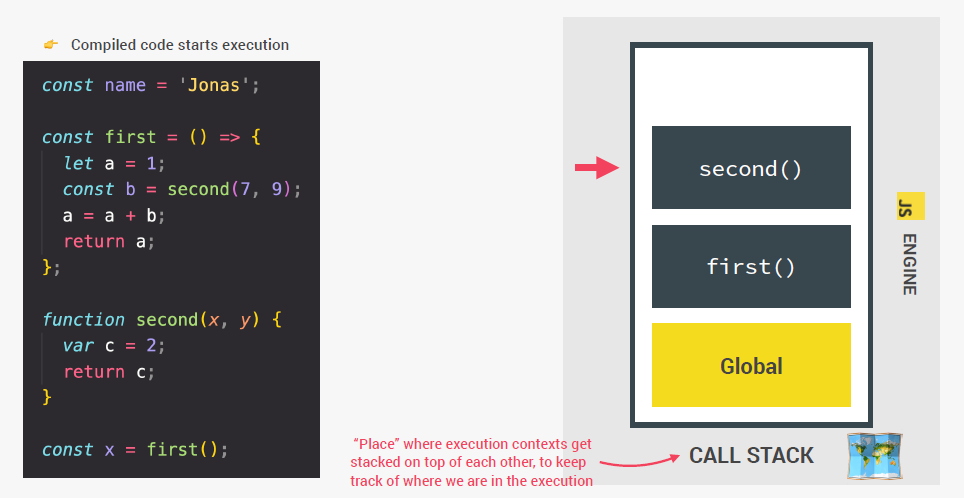 👉 Compiled code starts execution
const name = 'Jonas';
const first = () => {
let a = 1;
const b = second(7, 9);
a = a + b;
return a;
};
function second(x, y) {
var c = 2;
return c;
}
const x = first();
second()
first()
Global
JS ENGINE
CALL STACK
“Place” where execution contexts get
stacked on top of each other, to keep
track of where we are in the execution